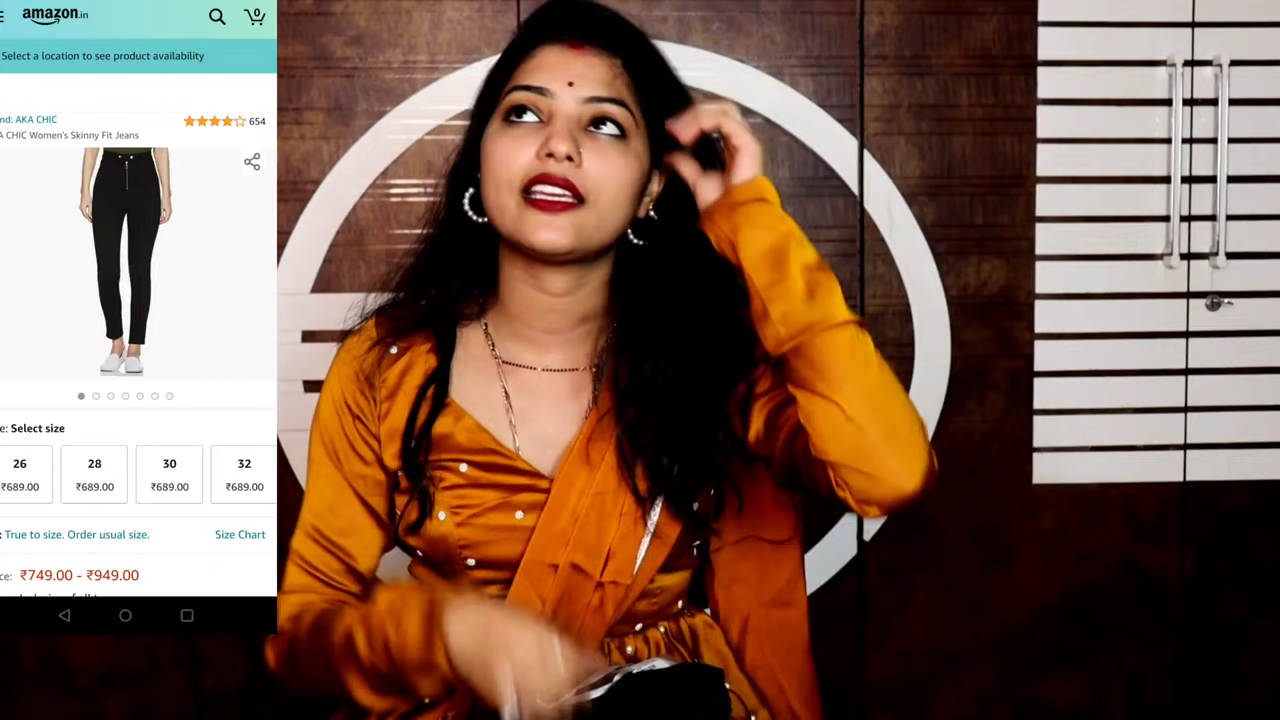 amazon.in
0
Select a location to see product availability
nd: AKA CHIC
654
A CHIC Women's Skinny Fit Jeans
e: Select size
26
28
30
32
₹689.00
₹689.00
₹689.00
₹689.00
: True to size. Order usual size.
Size Chart
ce: ₹749.00 - ₹949.00